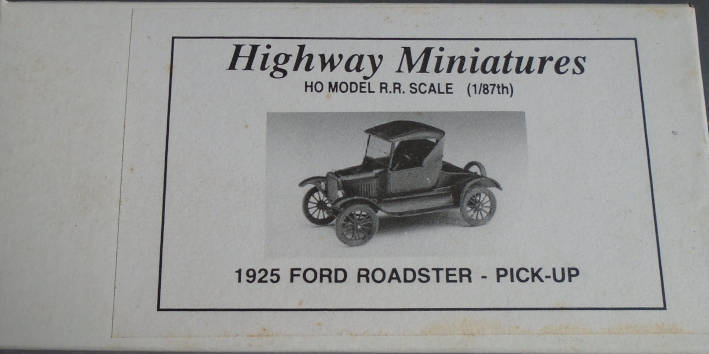 Highway Miniatures
HO MODEL R.R. SCALE (1/87th)
1925 FORD ROADSTER - PICK-UP